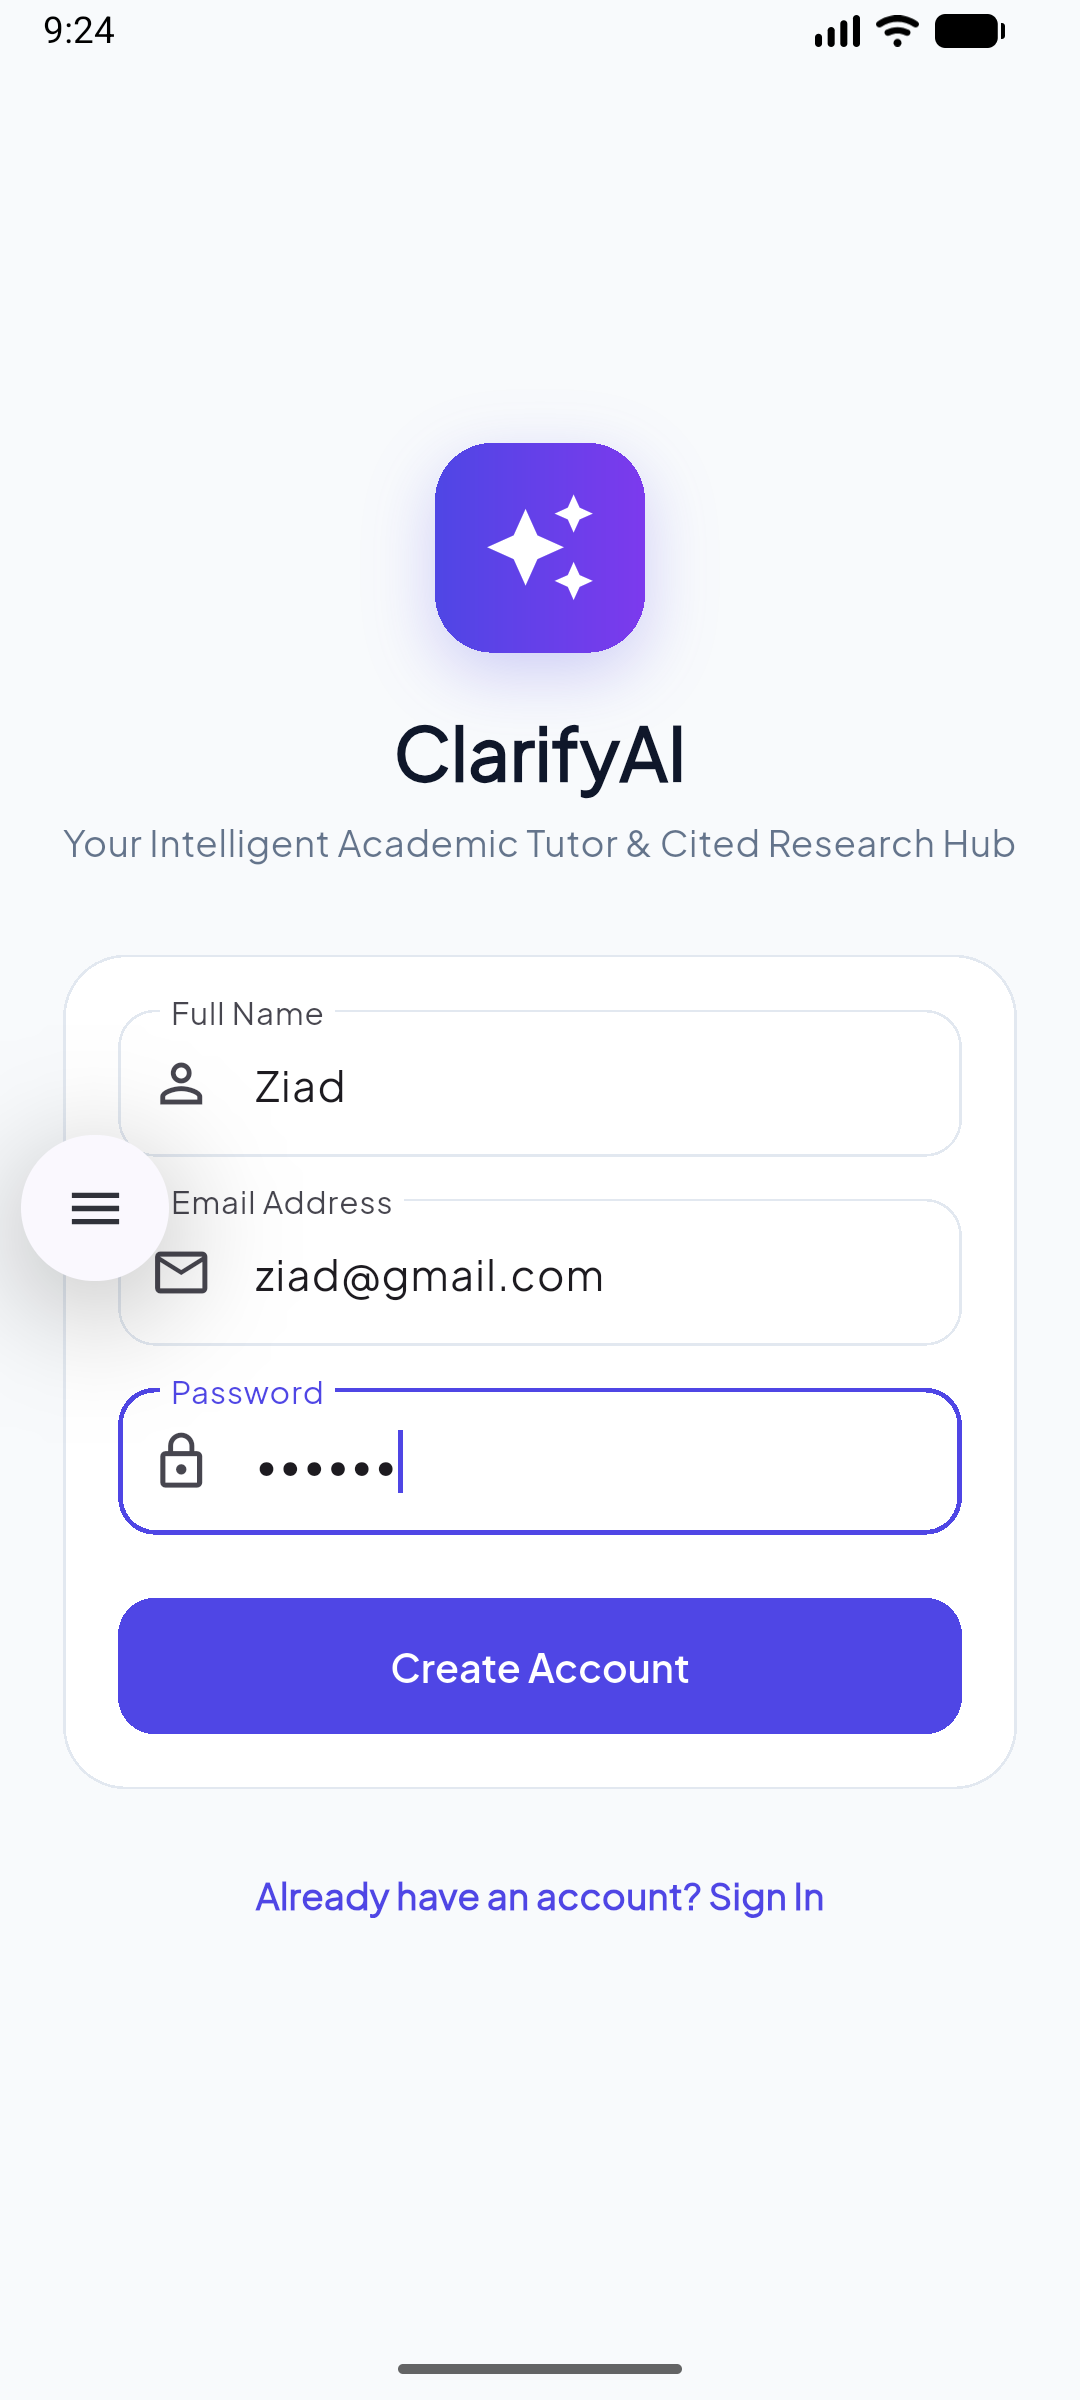 9:24
ClarifyAI
Your Intelligent Academic Tutor & Cited Research Hub
Full Name
Ziad
Email Address
ziad@gmail.com
Password
••••••
Create Account
Already have an account? Sign In